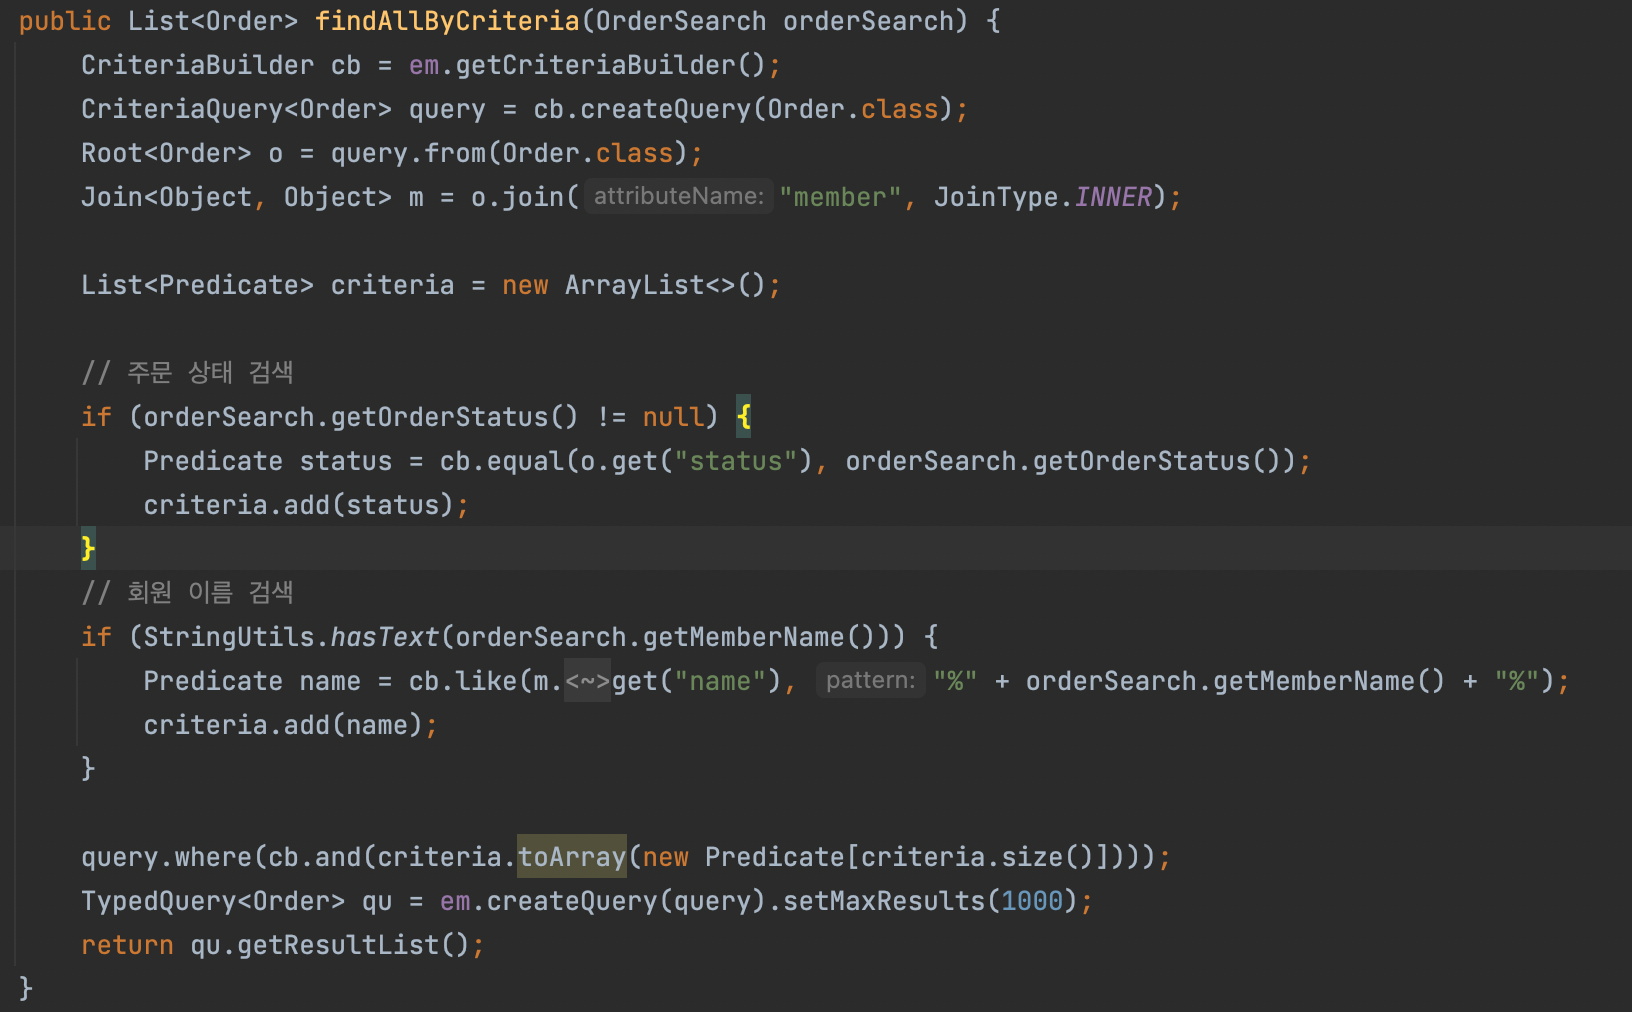 public List<Order> findAllByCriteria(OrderSearch orderSearch) {
    CriteriaBuilder cb = em.getCriteriaBuilder();
    CriteriaQuery<Order> query = cb.createQuery(Order.class);
    Root<Order> o = query.from(Order.class);
    Join<Object, Object> m = o.join( attributeName: "member", JoinType.INNER);

    List<Predicate> criteria = new ArrayList<>();

    // 주문 상태 검색
    if (orderSearch.getOrderStatus() != null) {
        Predicate status = cb.equal(o.get("status"), orderSearch.getOrderStatus());
        criteria.add(status);
    }
    // 회원 이름 검색
    if (StringUtils.hasText(orderSearch.getMemberName())) {
        Predicate name = cb.like(m.<~>get("name"), pattern: "%" + orderSearch.getMemberName() + "%");
        criteria.add(name);
    }

    query.where(cb.and(criteria.toArray(new Predicate[criteria.size()])));
    TypedQuery<Order> qu = em.createQuery(query).setMaxResults(1000);
    return qu.getResultList();
}